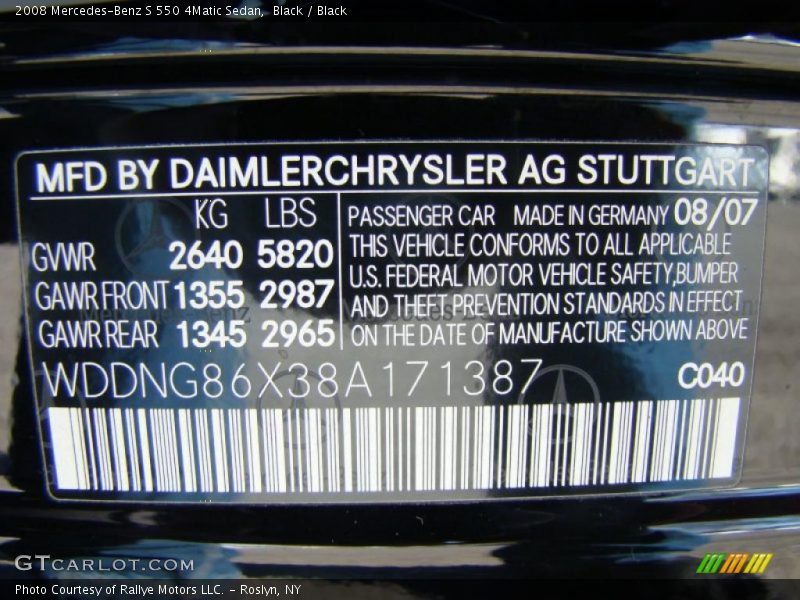 2008 Mercedes-Benz S 550 4Matic Sedan,  Black / Black
MFD BY DAIMLERCHRYSLER AG STUTTGART
KG LBS
GVWR 2640 5820
GAWR FRONT 1355 2987
GAWR REAR 1345 2965
PASSENGER CAR MADE IN GERMANY 08/07
THIS VEHICLE CONFORMS TO ALL APPLICABLE
U.S. FEDERAL MOTOR VEHICLE SAFETY,BUMPER
AND THEFT PREVENTION STANDARDS IN EFFECT
ON THE DATE OF MANUFACTURE SHOWN ABOVE
WDDNG86X38A171387 C040
GTCARLOT.COM
Photo Courtesy of Rallye Motors LLC. - Roslyn, NY